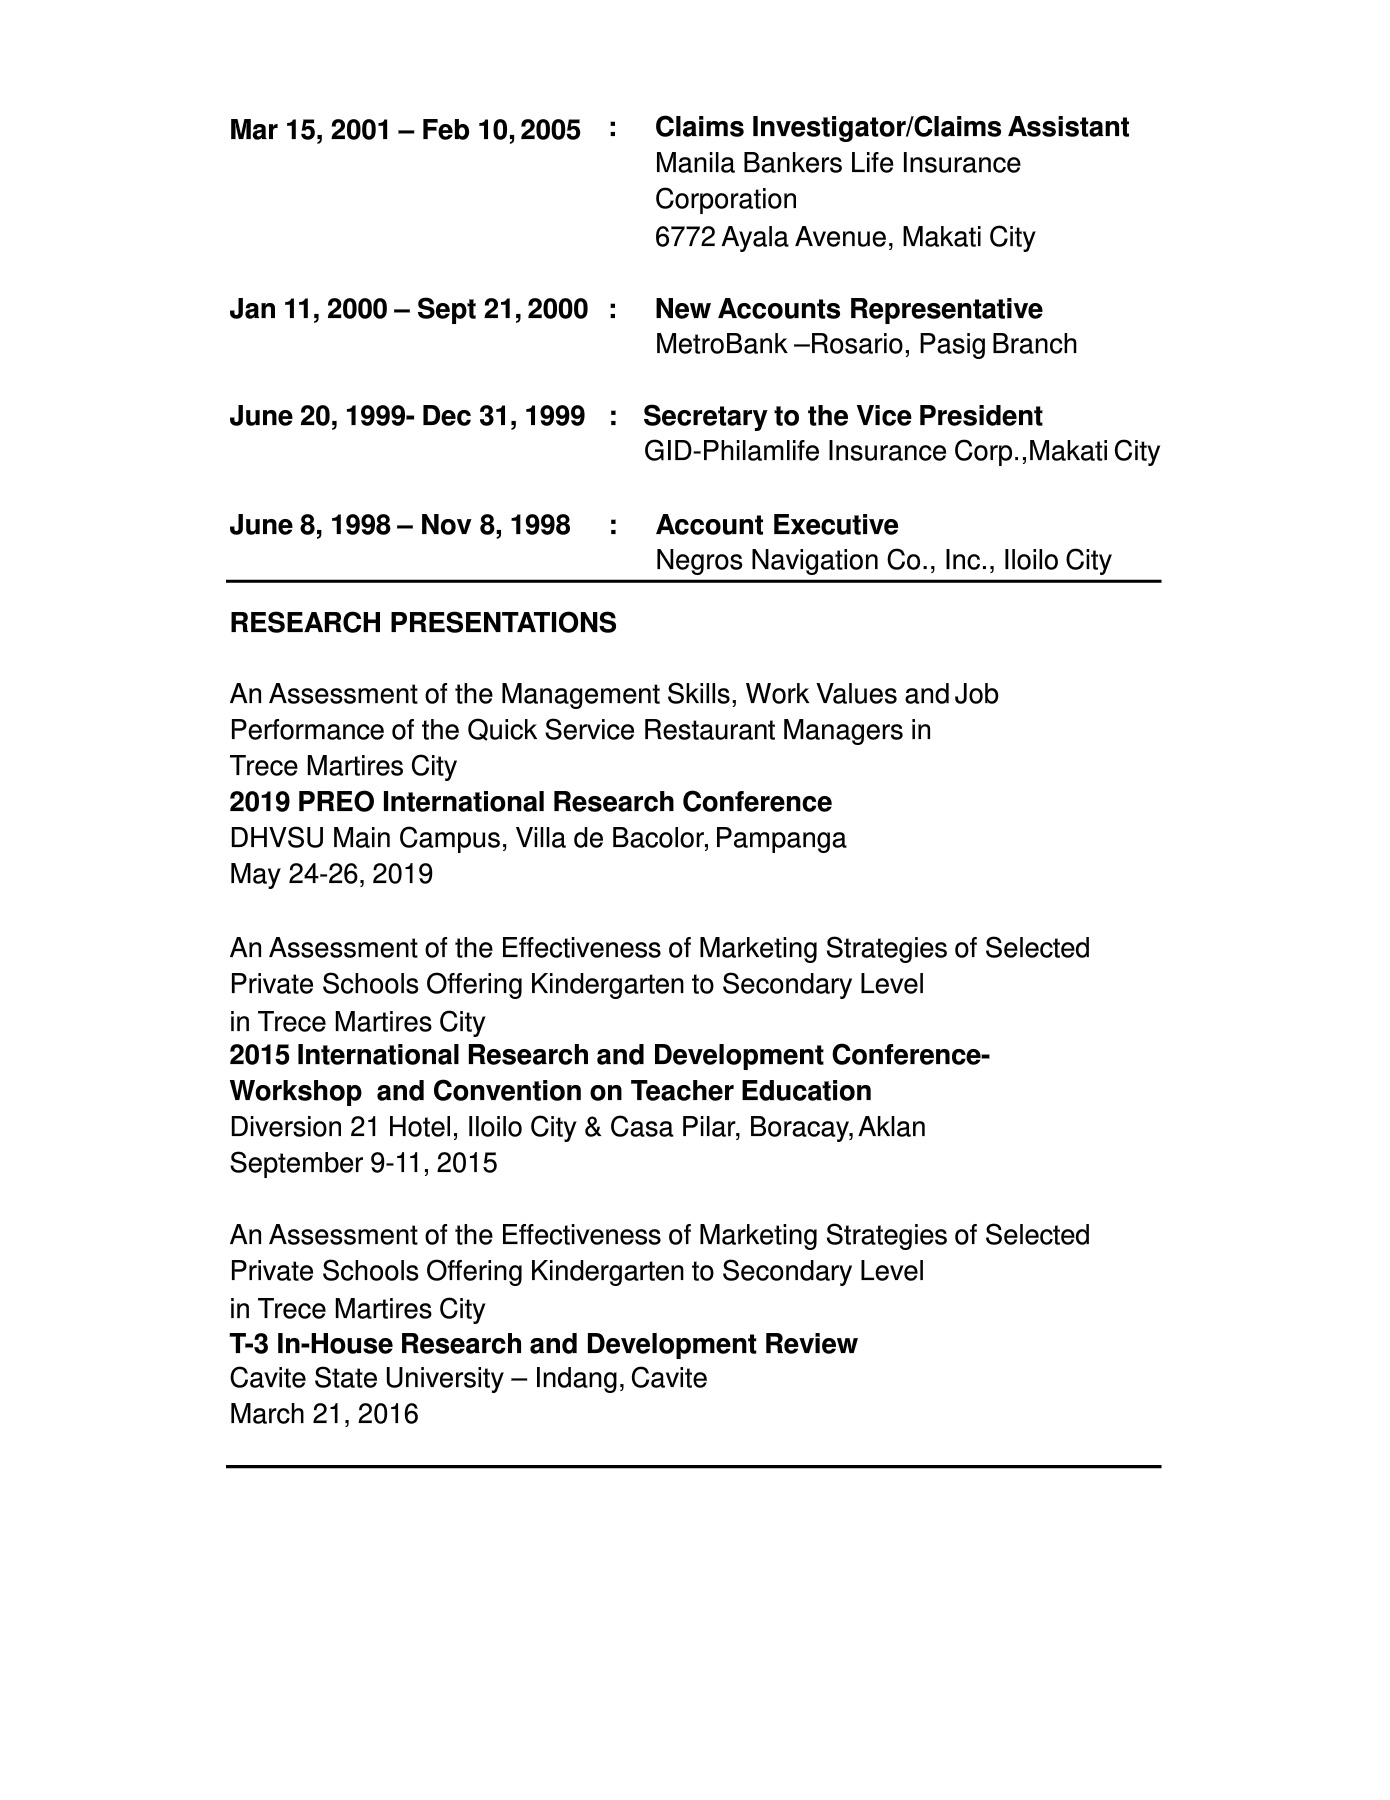 Mar 15, 2001 – Feb 10, 2005 : Claims Investigator/Claims Assistant
Manila Bankers Life Insurance
Corporation
6772 Ayala Avenue, Makati City
Jan 11, 2000 – Sept 21, 2000 : New Accounts Representative
MetroBank –Rosario, Pasig Branch
June 20, 1999- Dec 31, 1999 : Secretary to the Vice President
GID-Philamlife Insurance Corp.,Makati City
June 8, 1998 – Nov 8, 1998 : Account Executive
Negros Navigation Co., Inc., Iloilo City
RESEARCH PRESENTATIONS
An Assessment of the Management Skills, Work Values and Job
Performance of the Quick Service Restaurant Managers in
Trece Martires City
2019 PREO International Research Conference
DHVSU Main Campus, Villa de Bacolor, Pampanga
May 24-26, 2019
An Assessment of the Effectiveness of Marketing Strategies of Selected
Private Schools Offering Kindergarten to Secondary Level
in Trece Martires City
2015 International Research and Development Conference-
Workshop and Convention on Teacher Education
Diversion 21 Hotel, Iloilo City & Casa Pilar, Boracay, Aklan
September 9-11, 2015
An Assessment of the Effectiveness of Marketing Strategies of Selected
Private Schools Offering Kindergarten to Secondary Level
in Trece Martires City
T-3 In-House Research and Development Review
Cavite State University – Indang, Cavite
March 21, 2016